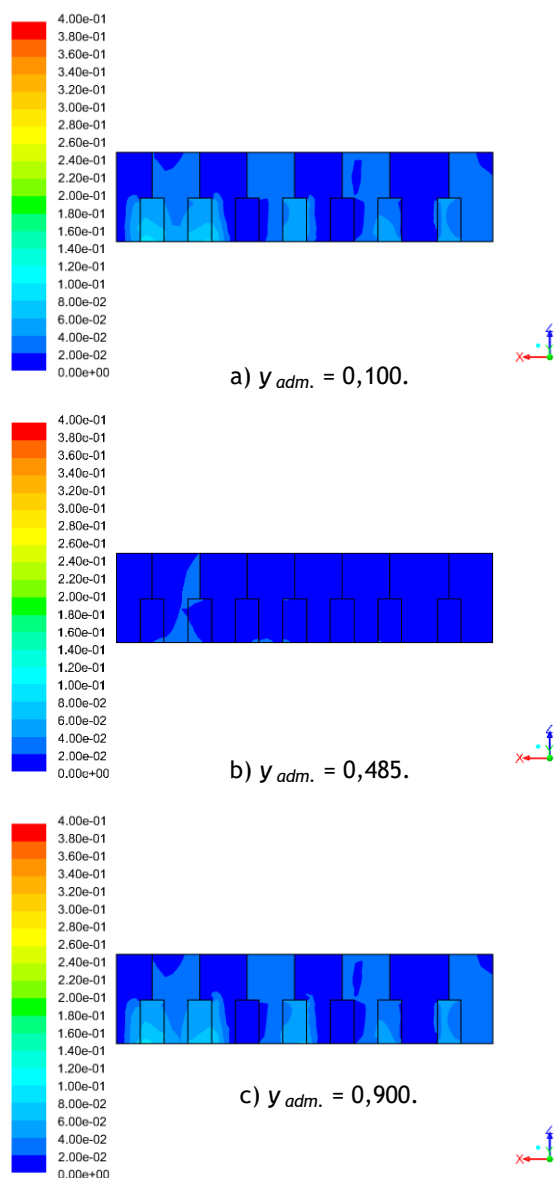 4.00e-01
3.80e-01
3.60e-01
3.40e-01
3.20e-01
3.00e-01
2.80e-01
2.60e-01
2.40e-01
2.20e-01
2.00e-01
1.80e-01
1.60e-01
1.40e-01
1.20e-01
1.00e-01
8.00e-02
6.00e-02
4.00e-02
2.00e-02
0.00e+00
Z
Y
X
a) y adm. = 0,100.
4.00e-01
3.80e-01
3.60e-01
3.40e-01
3.20e-01
3.00e-01
2.80e-01
2.60e-01
2.40e-01
2.20e-01
2.00e-01
1.80e-01
1.60e-01
1.40e-01
1.20e-01
1.00e-01
8.00e-02
6.00e-02
4.00e-02
2.00e-02
0.00e+00
Z
Y
X
b) y adm. = 0,485.
4.00e-01
3.80e-01
3.60e-01
3.40e-01
3.20e-01
3.00e-01
2.80e-01
2.60e-01
2.40e-01
2.20e-01
2.00e-01
1.80e-01
1.60e-01
1.40e-01
1.20e-01
1.00e-01
8.00e-02
6.00e-02
4.00e-02
2.00e-02
0.00e+00
c) y adm. = 0,900.
Z
Y
X